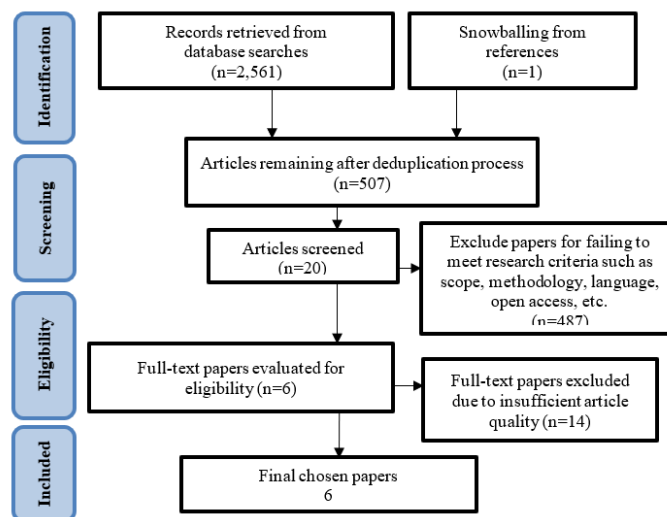 Identification
Records retrieved from
database searches
(n=2,561)
Snowballing from
references
(n=1)
Articles remaining after deduplication process
(n=507)
Screening
Articles screened
(n=20)
Exclude papers for failing to
meet research criteria such as
scope, methodology, language,
open access, etc.
(n=487)
Eligibility
Full-text papers evaluated for
eligibility (n=6)
Full-text papers excluded
due to insufficient article
quality (n=14)
Included
Final chosen papers
6